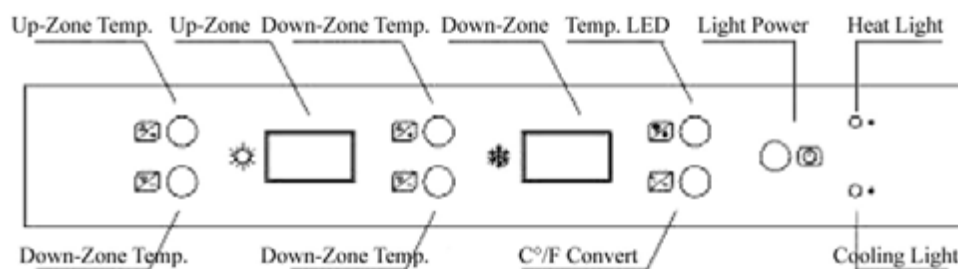 Up-Zone Temp. Up-Zone Down-Zone Temp. Down-Zone Temp. LED Light Power Heat Light
Down-Zone Temp. Down-Zone Temp. C°/F Convert Cooling Light